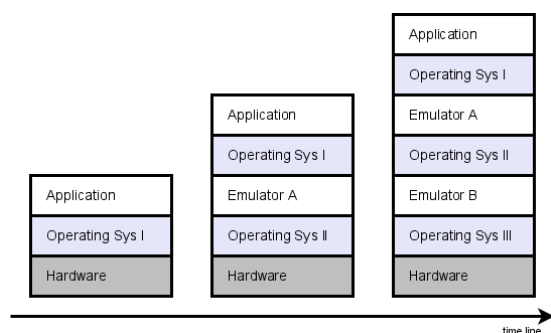 Application
Operating Sys I
Hardware
Application
Operating Sys I
Emulator A
Operating Sys II
Hardware
Application
Operating Sys I
Emulator A
Operating Sys II
Emulator B
Operating Sys III
Hardware
time line